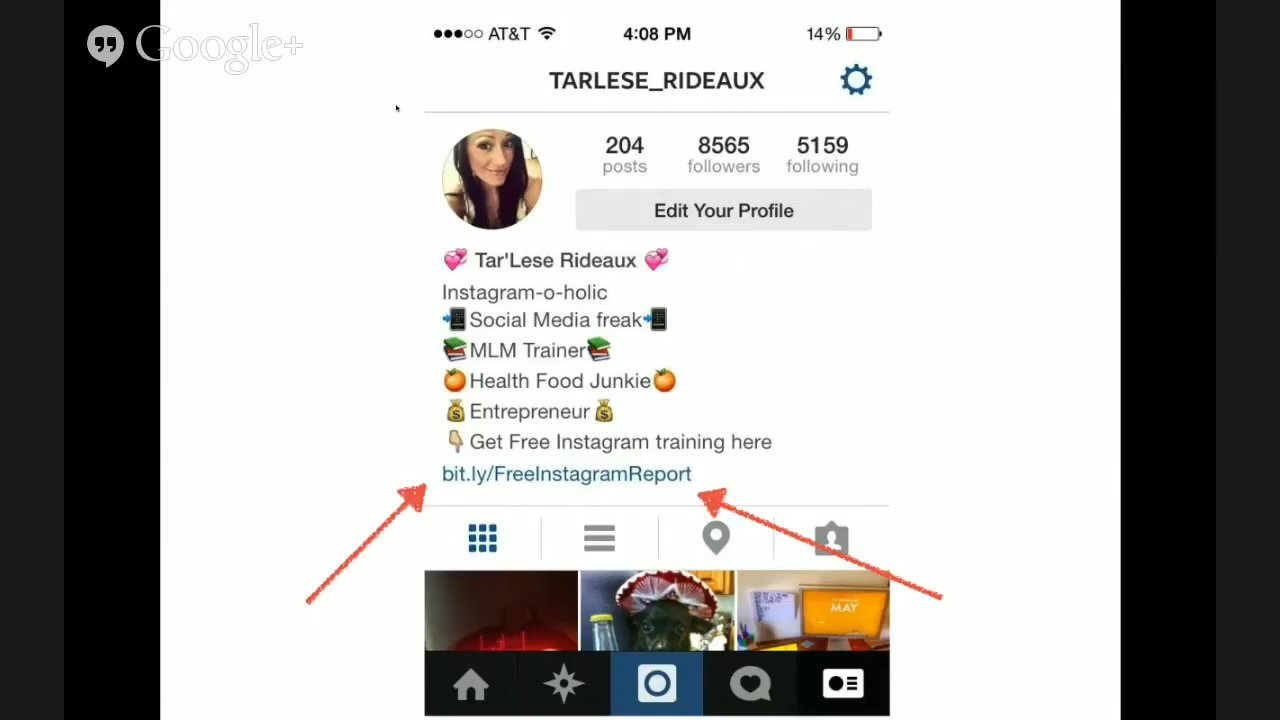 Google+
AT&T 4:08 PM 14%
TARLESE_RIDEAUX
204 8565 5159
posts followers following
Edit Your Profile
Tar'Lese Rideaux
Instagram-o-holic
Social Media freak
MLM Trainer
Health Food Junkie
Entrepreneur
Get Free Instagram training here
bit.ly/FreeInstagramReport
MAY